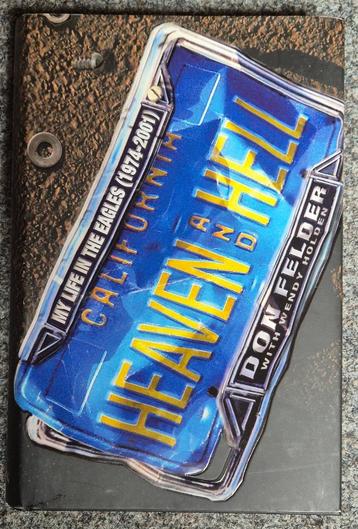 MY LIFE IN THE EAGLES (1974-2001)
CALIFORNIA
HEAVEN AND HELL
DON FELDER
WITH WENDY HOLDEN